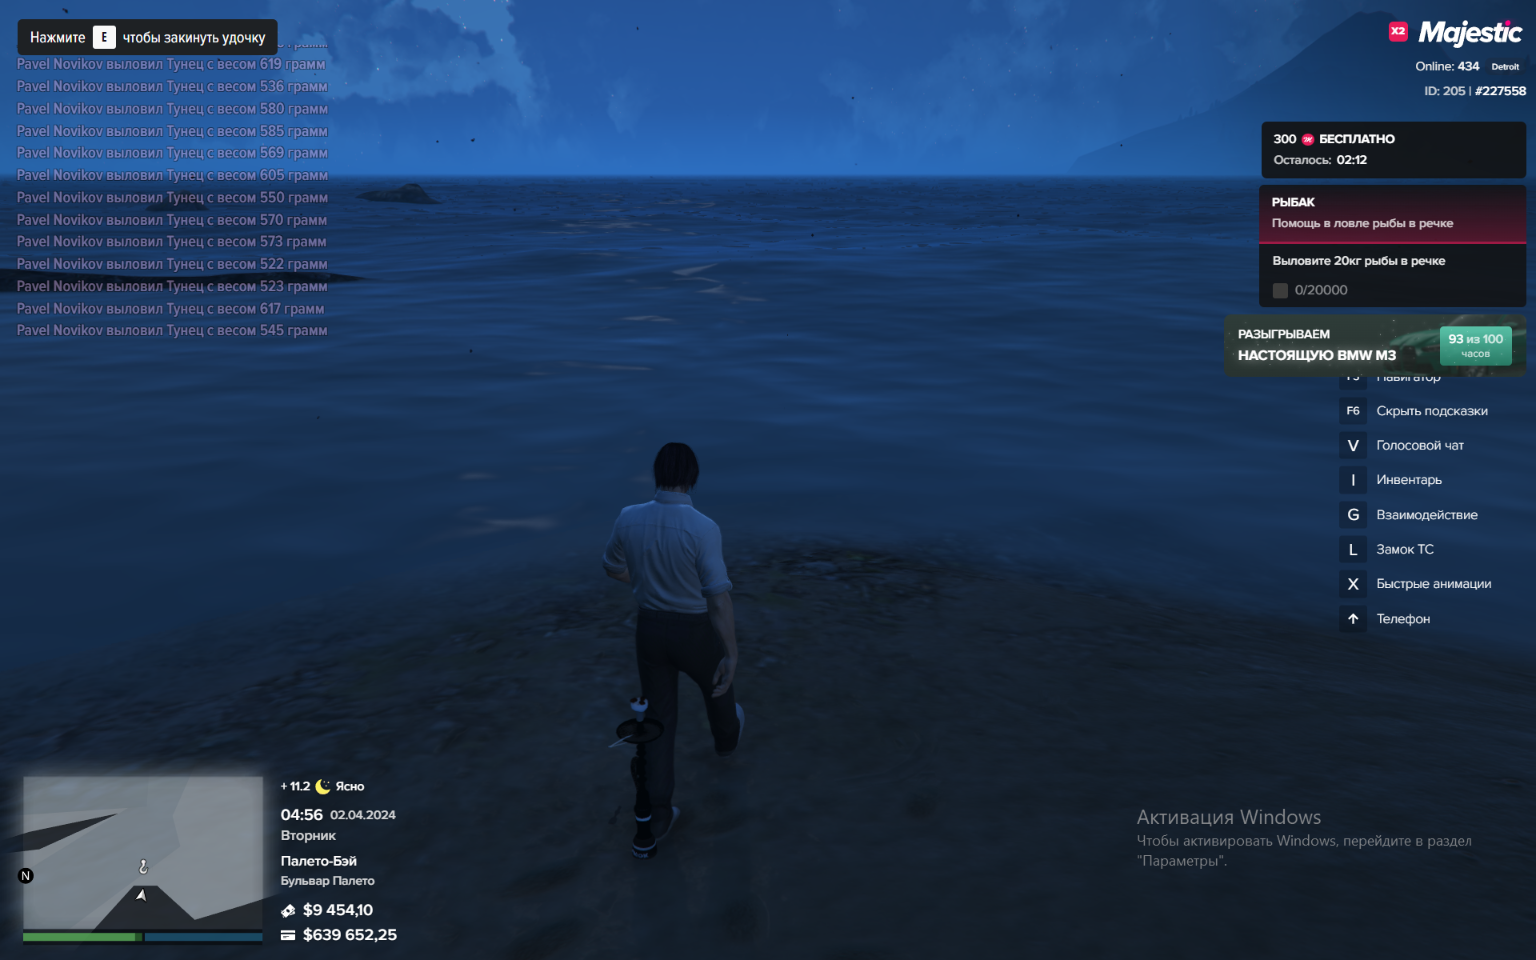 Нажмите E чтобы закинуть удочку
Pavel Novikov выловил Тунец с весом 619 грамм
Pavel Novikov выловил Тунец с весом 536 грамм
Pavel Novikov выловил Тунец с весом 580 грамм
Pavel Novikov выловил Тунец с весом 585 грамм
Pavel Novikov выловил Тунец с весом 569 грамм
Pavel Novikov выловил Тунец с весом 605 грамм
Pavel Novikov выловил Тунец с весом 550 грамм
Pavel Novikov выловил Тунец с весом 570 грамм
Pavel Novikov выловил Тунец с весом 573 грамм
Pavel Novikov выловил Тунец с весом 522 грамм
Pavel Novikov выловил Тунец с весом 523 грамм
Pavel Novikov выловил Тунец с весом 617 грамм
Pavel Novikov выловил Тунец с весом 545 грамм
X2 Majestic
Online: 434 Detroit
ID: 205 | #227558
300 БЕСПЛАТНО
Осталось: 02:12
РЫБАК
Помощь в ловле рыбы в речке
Выловите 20кг рыбы в речке
0/20000
РАЗЫГРЫВАЕМ
НАСТОЯЩУЮ BMW M3
93 из 100
часов
Навигатор
F6 Скрыть подсказки
V Голосовой чат
I Инвентарь
G Взаимодействие
L Замок ТС
X Быстрые анимации
Телефон
+11.2 Ясно
04:56 02.04.2024
Вторник
Палето-Бэй
Бульвар Палето
$9 454,10
$639 652,25
N
Активация Windows
Чтобы активировать Windows, перейдите в раздел
"Параметры".